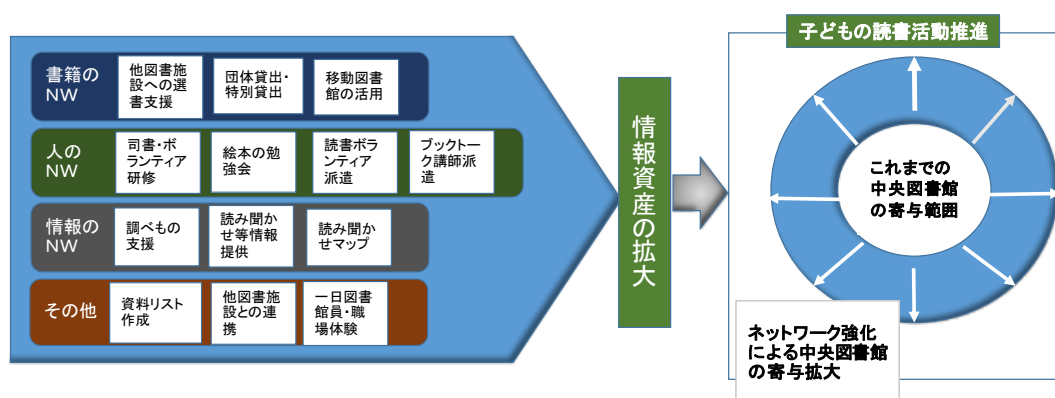 書籍の
NW
他図書施
設への選
書支援
団体貸出・
特別貸出
移動図書
館の活用
人の
NW
司書・ボ
ランティア
研修
絵本の勉
強会
読書ボラ
ンティア
派遣
ブックトー
ク講師派
遣
情報の
NW
調べもの
支援
読み聞か
せ等情報
提供
読み聞か
せマップ
その他
資料リスト
作成
他図書施
設との連
携
一日図書
館員・職
場体験
情報資産の拡大
子どもの読書活動推進
これまでの
中央図書館
の寄与範囲
ネットワーク強化
による中央図書館
の寄与拡大